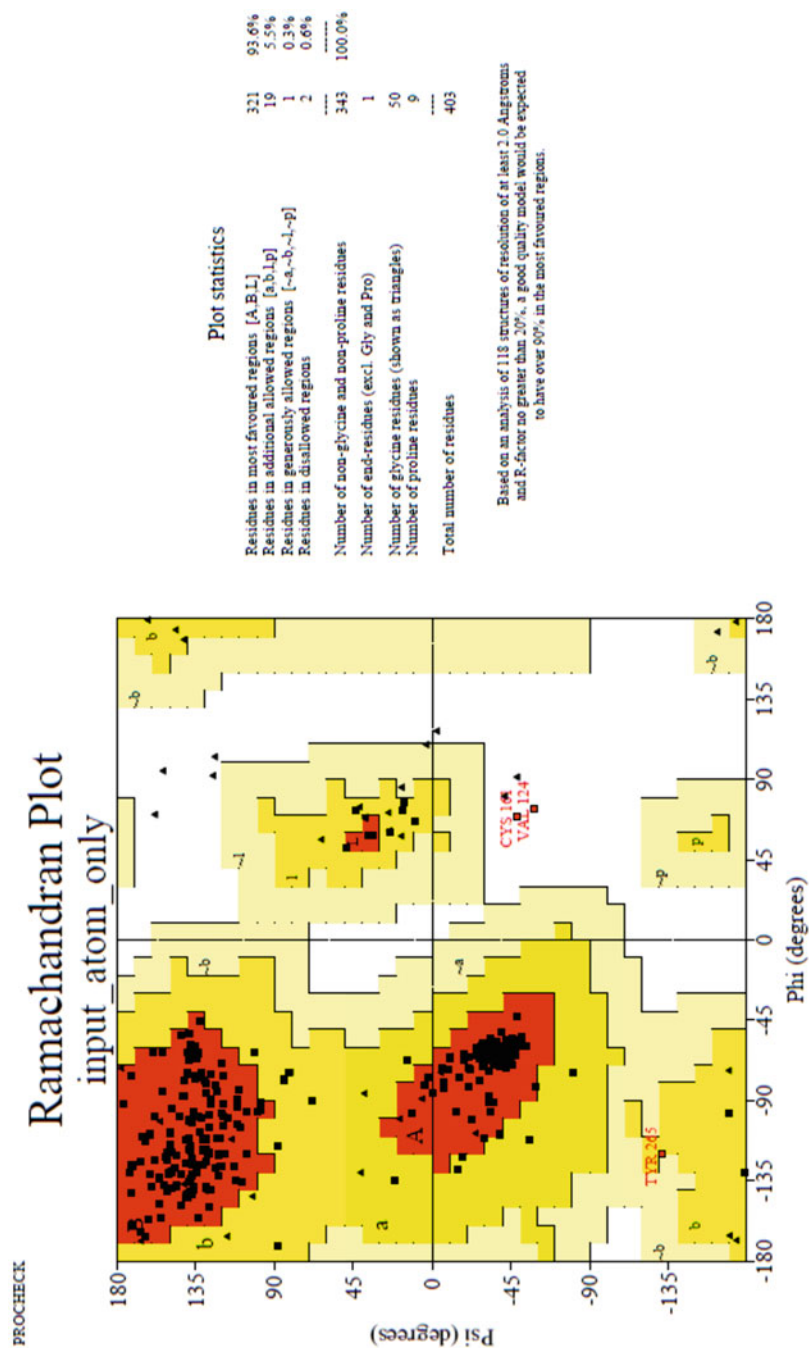 PROCHECK
Ramachandran Plot
input_atom_only
180
135
90
45
0
-45
-90
-135
Psi (degrees)
B
b
~b
b
~b
~l
l
L
A
a
~a
CYS 161
VAL 124
TYR 265
b
~b
~p
p
~b
-180
-135
-90
-45
0
45
90
135
180
Phi (degrees)
Plot statistics
Residues in most favoured regions [A,B,L] 321 93.6%
Residues in additional allowed regions [a,b,l,p] 19 5.5%
Residues in generously allowed regions [~a,~b,~l,~p] 1 0.3%
Residues in disallowed regions 2 0.6%
---- ------
Number of non-glycine and non-proline residues 343 100.0%
Number of end-residues (excl. Gly and Pro) 1
Number of glycine residues (shown as triangles) 50
Number of proline residues 9
----
Total number of residues 403
Based on an analysis of 118 structures of resolution of at least 2.0 Angstroms
and R-factor no greater than 20%, a good quality model would be expected
to have over 90% in the most favoured regions.